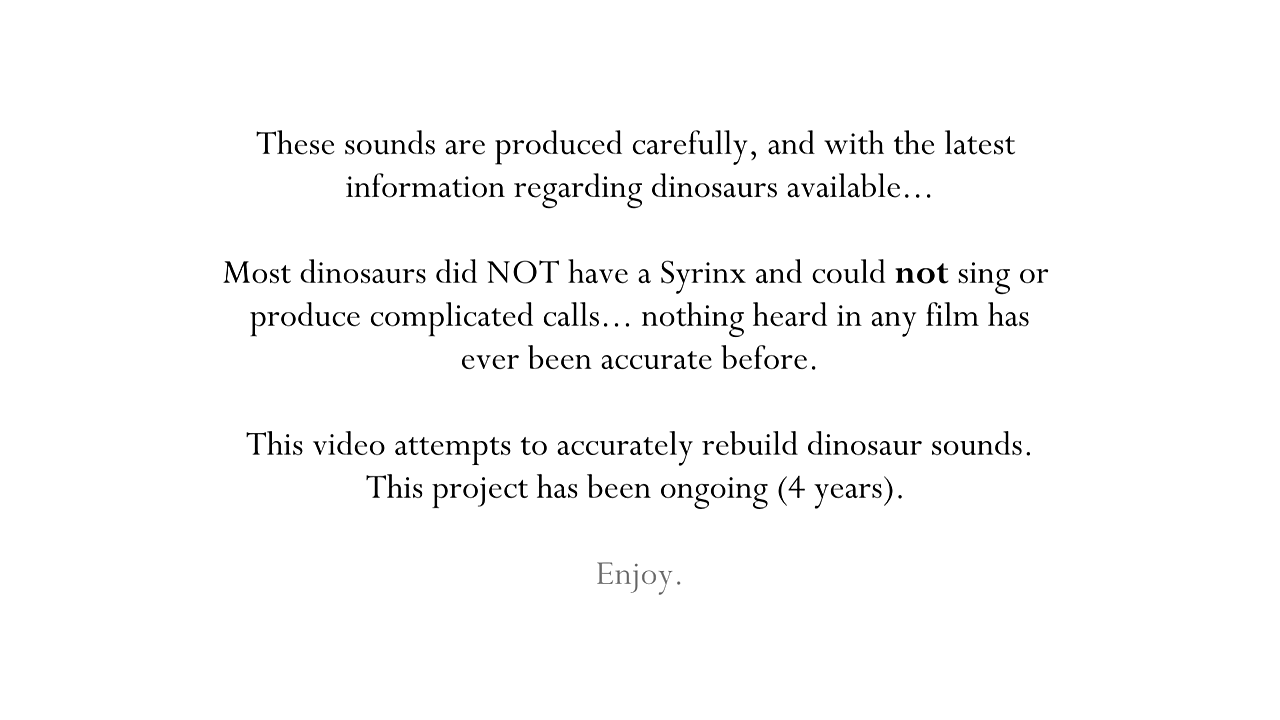 These sounds are produced carefully, and with the latest
information regarding dinosaurs available...
Most dinosaurs did NOT have a Syrinx and could not sing or
produce complicated calls... nothing heard in any film has
ever been accurate before.
This video attempts to accurately rebuild dinosaur sounds.
This project has been ongoing (4 years).
Enjoy.